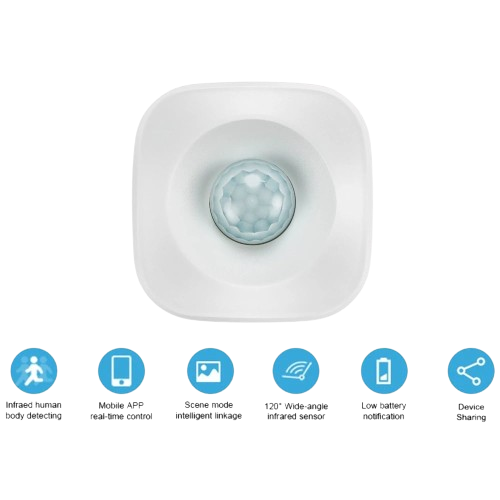 Infraed human
body detecting
Mobile APP
real-time control
Scene mode
intelligent linkage
120° Wide-angle
infrared sensor
Low battery
notification
Device
Sharing